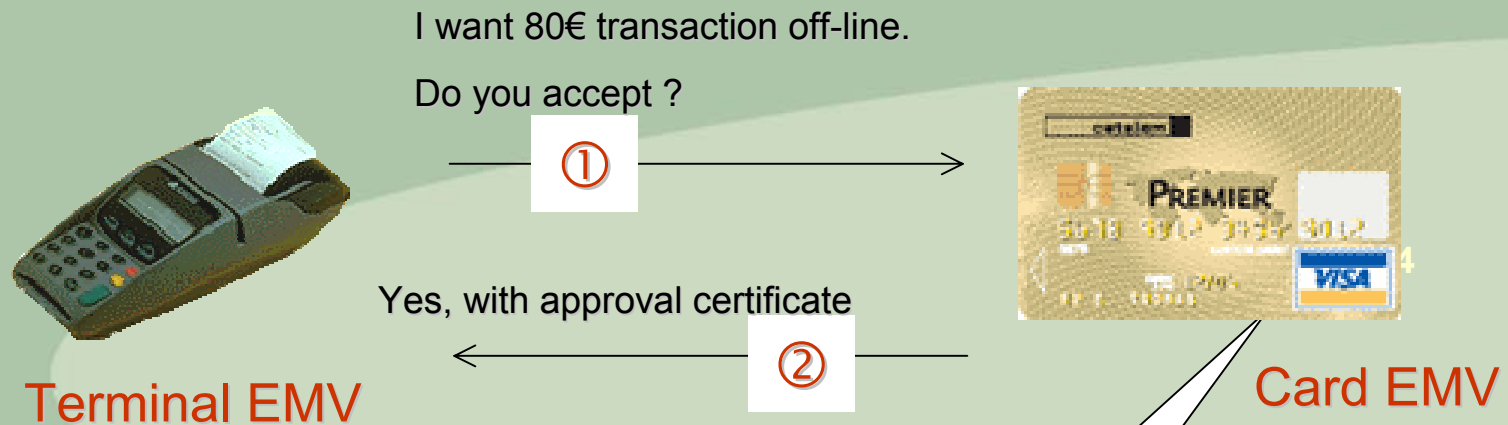 I want 80€ transaction off-line.
Do you accept ?
①
PREMIER
VISA
4
Yes, with approval certificate
②
Terminal EMV
Card EMV